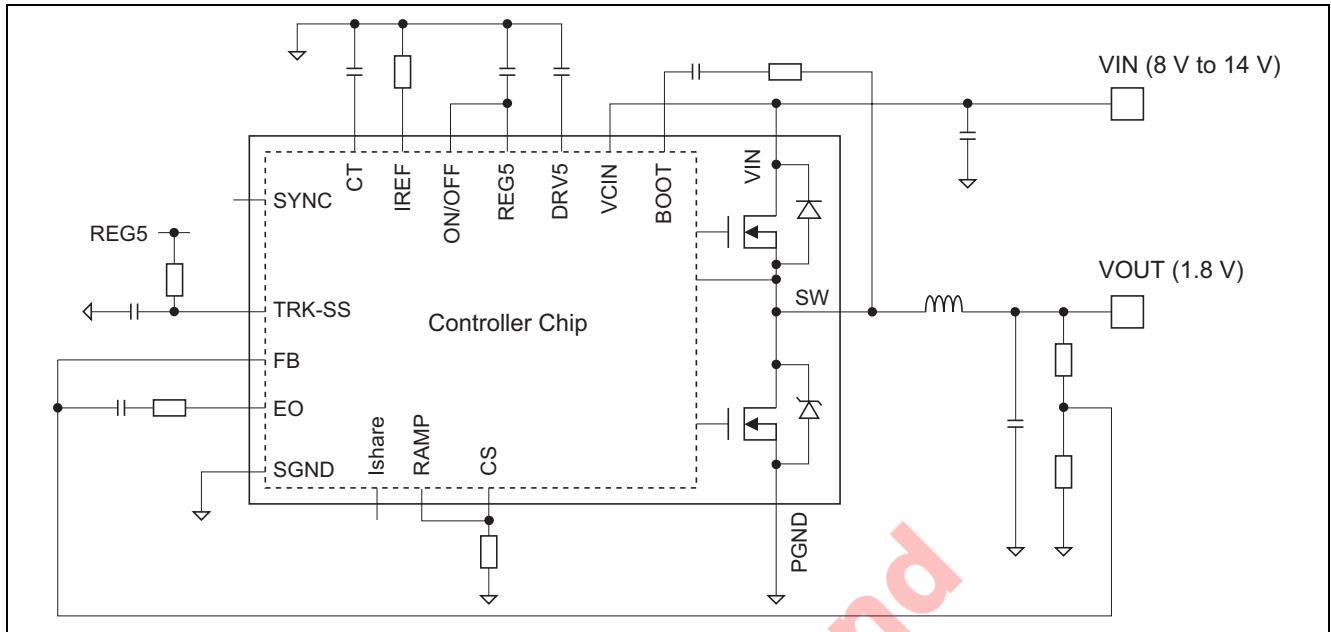 VIN (8 V to 14 V)
CT
IREF
ON/OFF
REG5
DRV5
VCIN
BOOT
VIN
SYNC
REG5
TRK-SS
Controller Chip
SW
VOUT (1.8 V)
FB
EO
SGND
Ishare
RAMP
CS
PGND